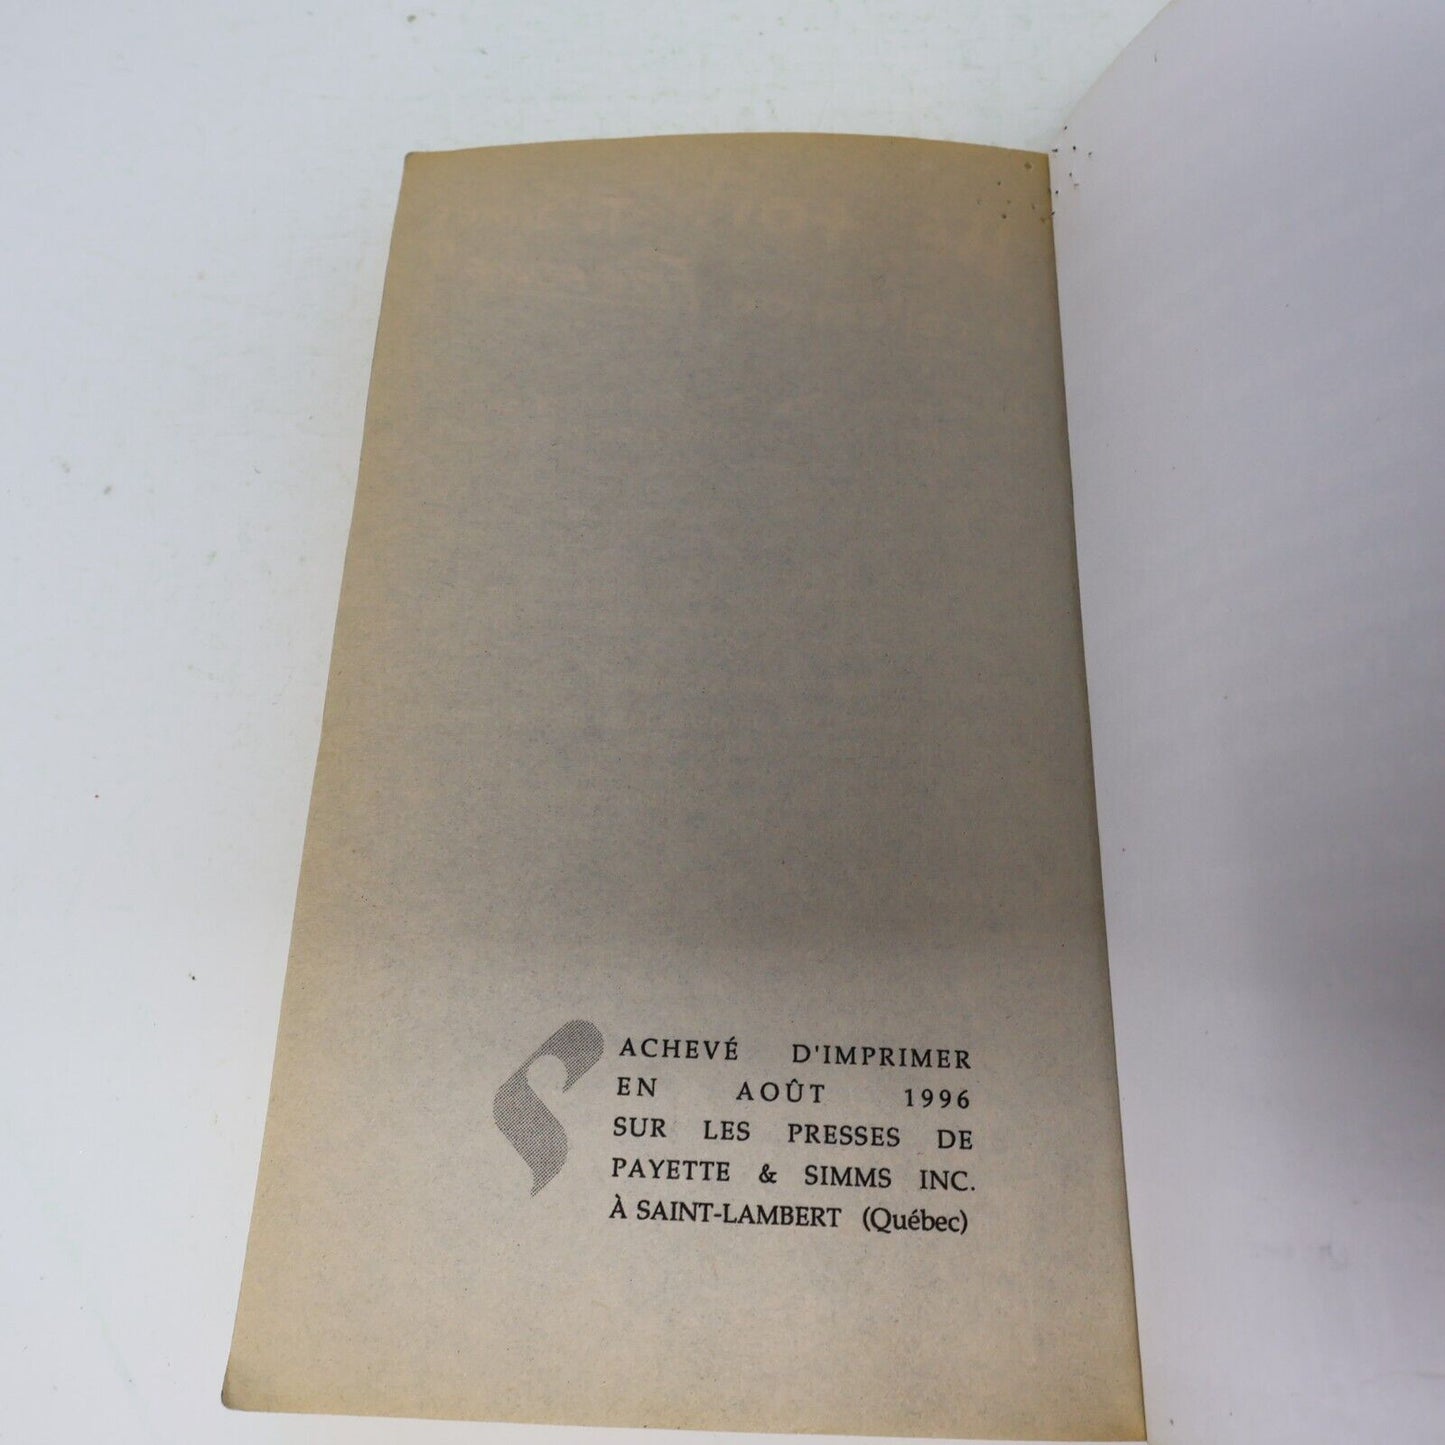 ACHEVÉ D'IMPRIMER
EN AOÛT 1996
SUR LES PRESSES DE
PAYETTE & SIMMS INC.
À SAINT-LAMBERT (Québec)